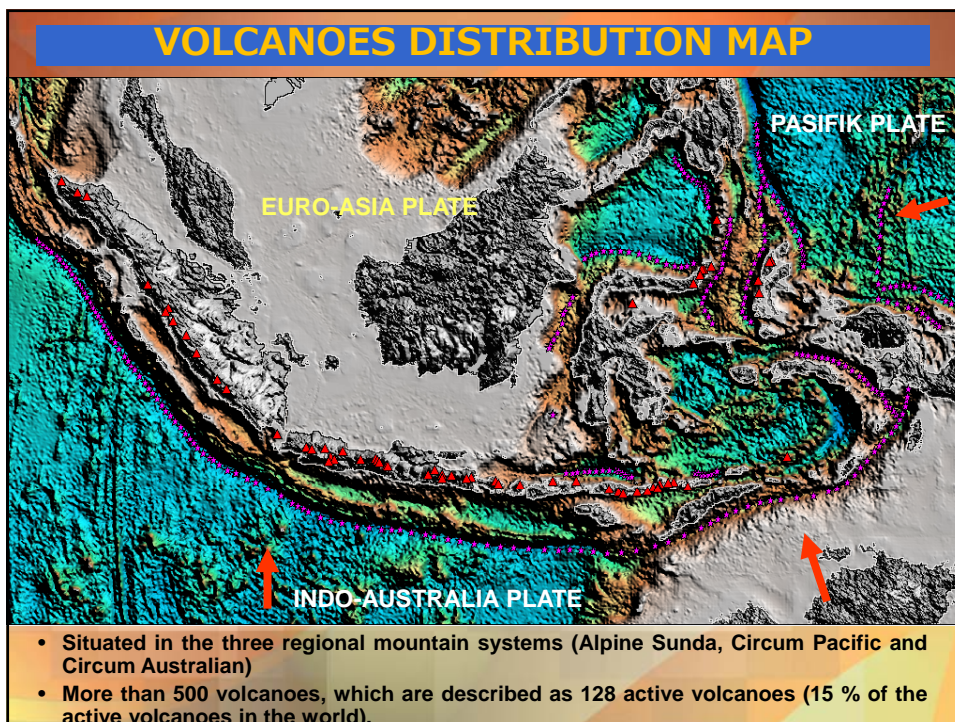 VOLCANOES DISTRIBUTION MAP
PASIFIK PLATE
EURO-ASIA PLATE
INDO-AUSTRALIA PLATE
• Situated in the three regional mountain systems (Alpine Sunda, Circum Pacific and
Circum Australian)
• More than 500 volcanoes, which are described as 128 active volcanoes (15 % of the
active volcanoes in the world).